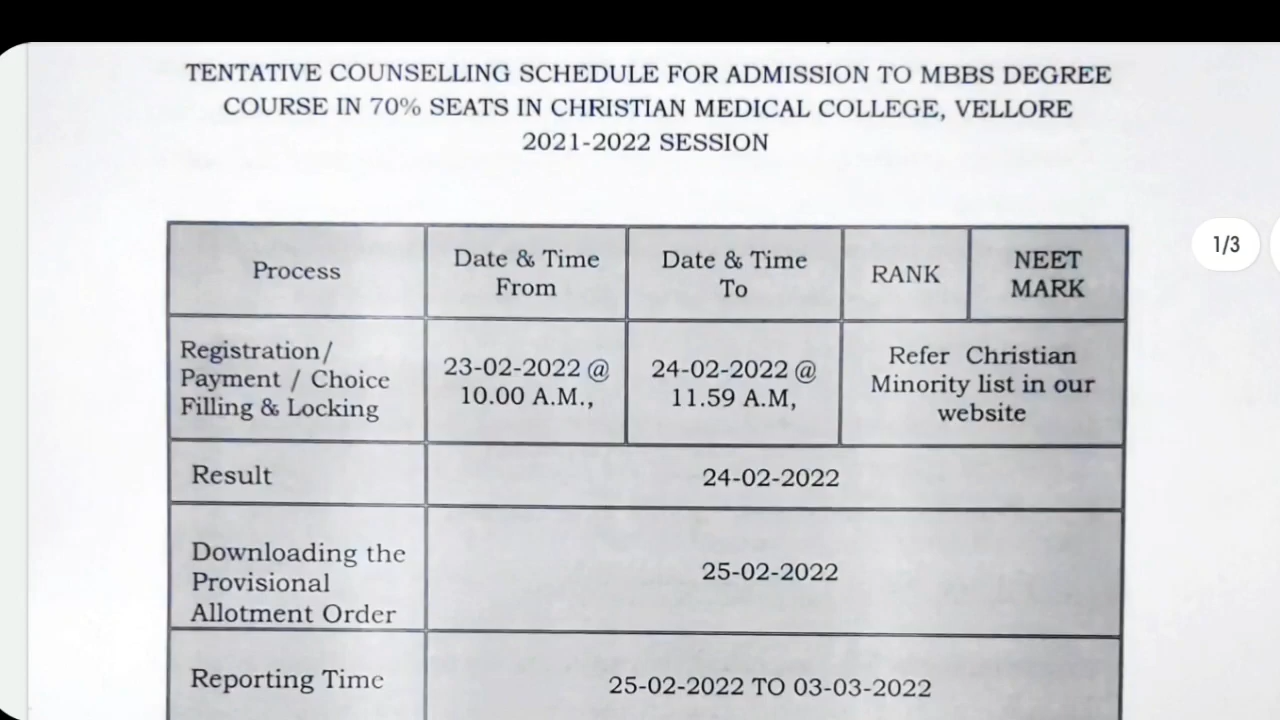 TENTATIVE COUNSELLING SCHEDULE FOR ADMISSION TO MBBS DEGREE
COURSE IN 70% SEATS IN CHRISTIAN MEDICAL COLLEGE, VELLORE
2021-2022 SESSION
1/3
Process
Date & Time
From
Date & Time
To
RANK
NEET
MARK
Registration/
Payment / Choice
Filling & Locking
23-02-2022 @
10.00 A.M.,
24-02-2022 @
11.59 A.M,
Refer Christian
Minority list in our
website
Result
24-02-2022
Downloading the
Provisional
Allotment Order
25-02-2022
Reporting Time
25-02-2022 TO 03-03-2022